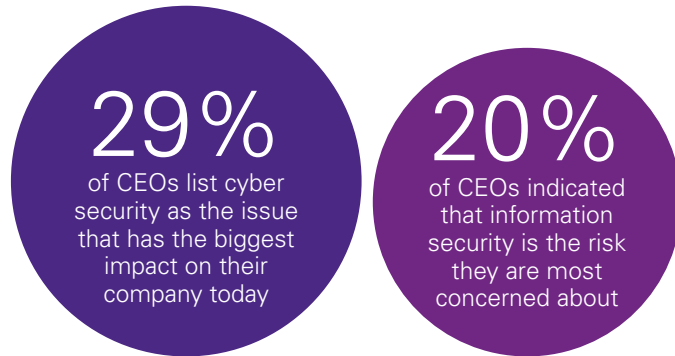 29%
of CEOs list cyber
security as the issue
that has the biggest
impact on their
company today
20%
of CEOs indicated
that information
security is the risk
they are most
concerned about